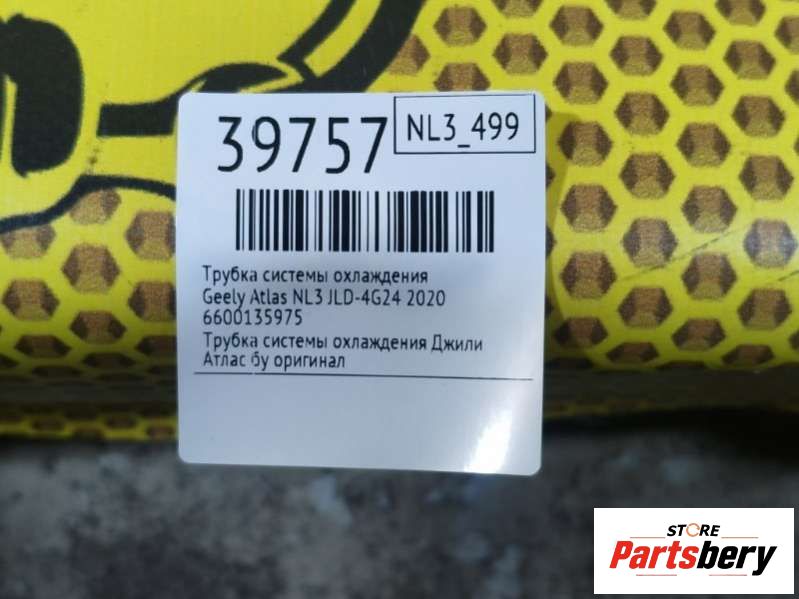 39757
NL3_499
Трубка системы охлаждения
Geely Atlas NL3 JLD-4G24 2020
6600135975
Трубка системы охлаждения Джили
Атлас бу оригинал
STORE
Partsbery